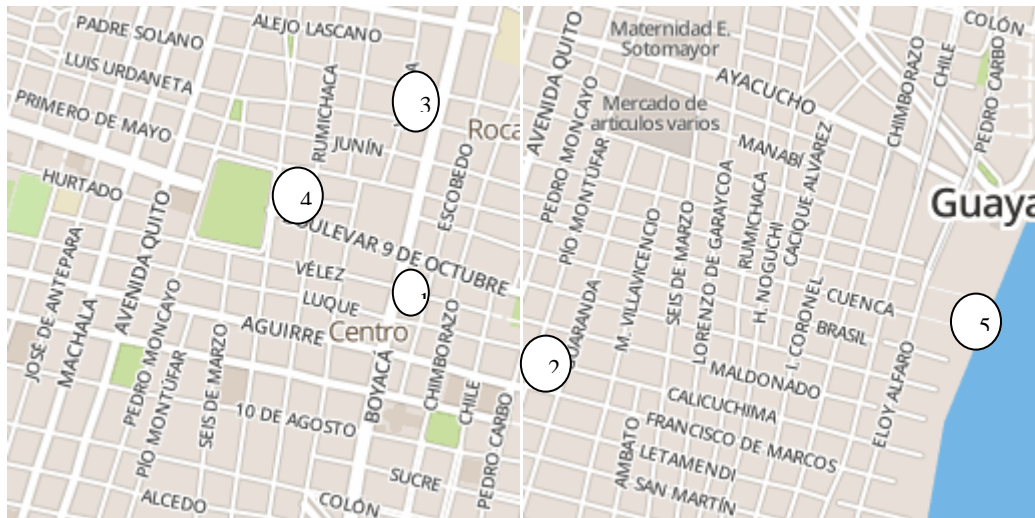 PADRE SOLANO
ALEJO LASCANO
LUIS URDANETA
PRIMERO DE MAYO
RUMICHACA
3
JUNÍN
Roca
HURTADO
4
ESCOBEDO
BOULEVAR 9 DE OCTUBRE
AVENIDA QUITO
JOSÉ DE ANTEPARA
MACHALA
VÉLEZ
LUQUE
1
AGUIRRE
Centro
PEDRO MONCAYO
PÍO MONTÚFAR
SEIS DE MARZO
BOYACÁ
CHIMBORAZO
CHILE
PEDRO CARBO
10 DE AGOSTO
SUCRE
ALCEDO
COLÓN
Maternidad E.
Sotomayor
COLÓN
AVENIDA QUITO
AYACUCHO
CHIMBORAZO
CHILE
PEDRO CARBO
Mercado de
articulos varios
PEDRO MONCAYO
PÍO MONTÚFAR
MANABÍ
CACIQUE ALVAREZ
RUMICHACA
LORENZO DE GARAYCOA
SEIS DE MARZO
M. VILLAVICENCIO
H. NOGUCHI
Guaya
GUARANDA
2
L. CORONEL
CUENCA
BRASIL
5
MALDONADO
CALICUCHIMA
ELOY ALFARO
FRANCISCO DE MARCOS
AMBATO
LETAMENDI
SAN MARTÍN